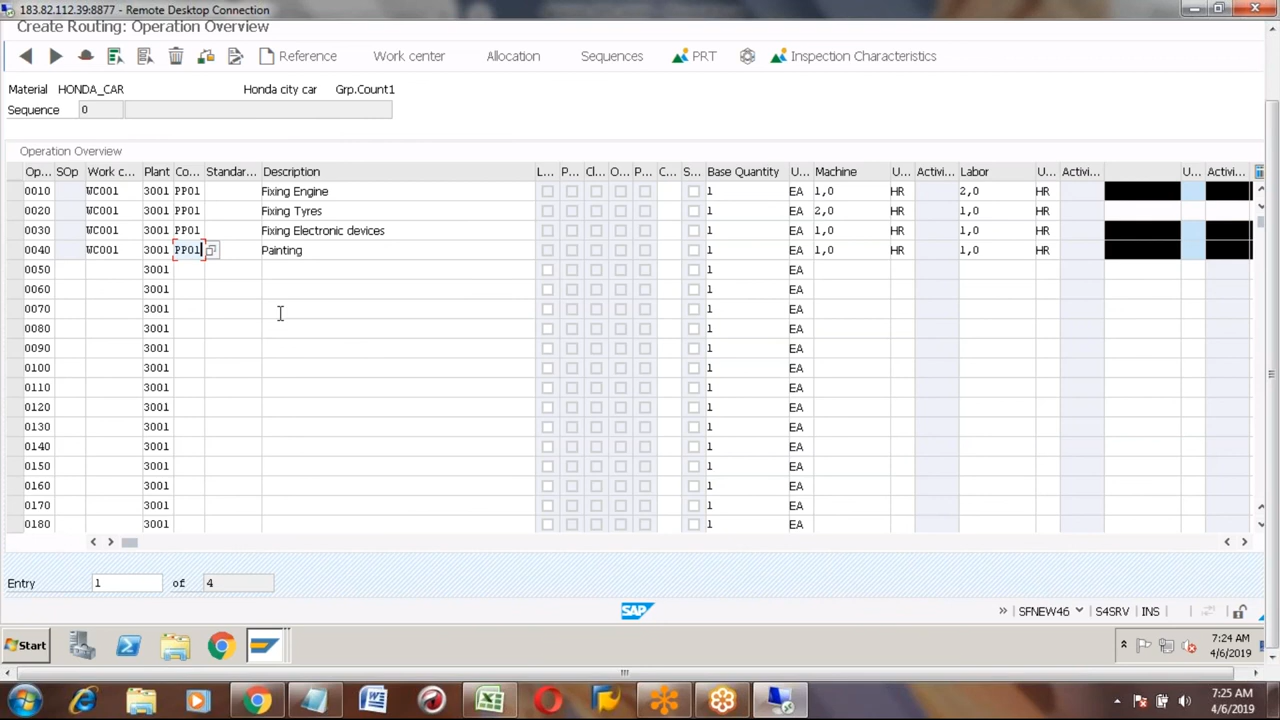 183.82.112.39:8877 - Remote Desktop Connection
Create Routing: Operation Overview
Reference Work center Allocation Sequences PRT Inspection Characteristics
Material HONDA_CAR Honda city car Grp.Count1
Sequence 0
Operation Overview
Op... SOp Work c... Plant Co... Standar... Description L... P... Cl... O... P... C... S... Base Quantity U... Machine U... Activi... Labor U... Activi... U... Activi...
0010 WC001 3001 PP01 Fixing Engine 1 EA 1,0 HR 2,0 HR
0020 WC001 3001 PP01 Fixing Tyres 1 EA 2,0 HR 1,0 HR
0030 WC001 3001 PP01 Fixing Electronic devices 1 EA 1,0 HR 1,0 HR
0040 WC001 3001 PP01 Painting 1 EA 1,0 HR 1,0 HR
0050 3001 1 EA
0060 3001 1 EA
0070 3001 1 EA
0080 3001 1 EA
0090 3001 1 EA
0100 3001 1 EA
0110 3001 1 EA
0120 3001 1 EA
0130 3001 1 EA
0140 3001 1 EA
0150 3001 1 EA
0160 3001 1 EA
0170 3001 1 EA
0180 3001 1 EA
Entry 1 of 4
SAP
SFNEW46 S4SRV INS
Start
7:24 AM
4/6/2019
7:25 AM
4/6/2019